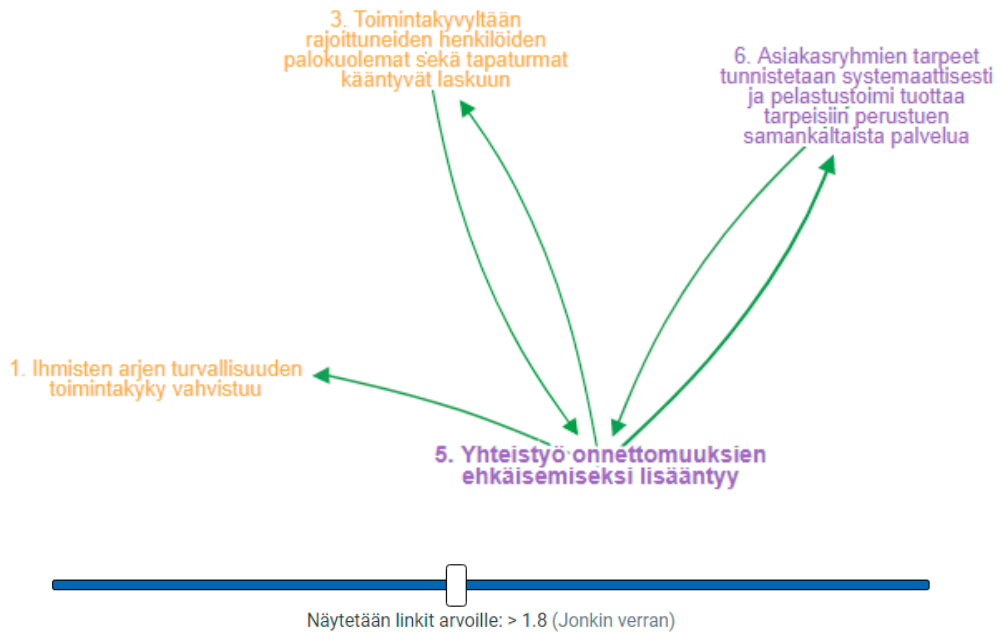 3. Toimintakyvyltään
rajoittuneiden henkilöiden
palokuolemat sekä tapaturmat
kääntyvät laskuun
6. Asiakasryhmien tarpeet
tunnistetaan systemaattisesti
ja pelastustoimi tuottaa
tarpeisiin perustuen
samankaltaista palvelua
1. Ihmisten arjen turvallisuuden
toimintakyky vahvistuu
5. Yhteistyö onnettomuuksien
ehkäisemiseksi lisääntyy
Näytetään linkit arvoille: > 1.8 (Jonkin verran)